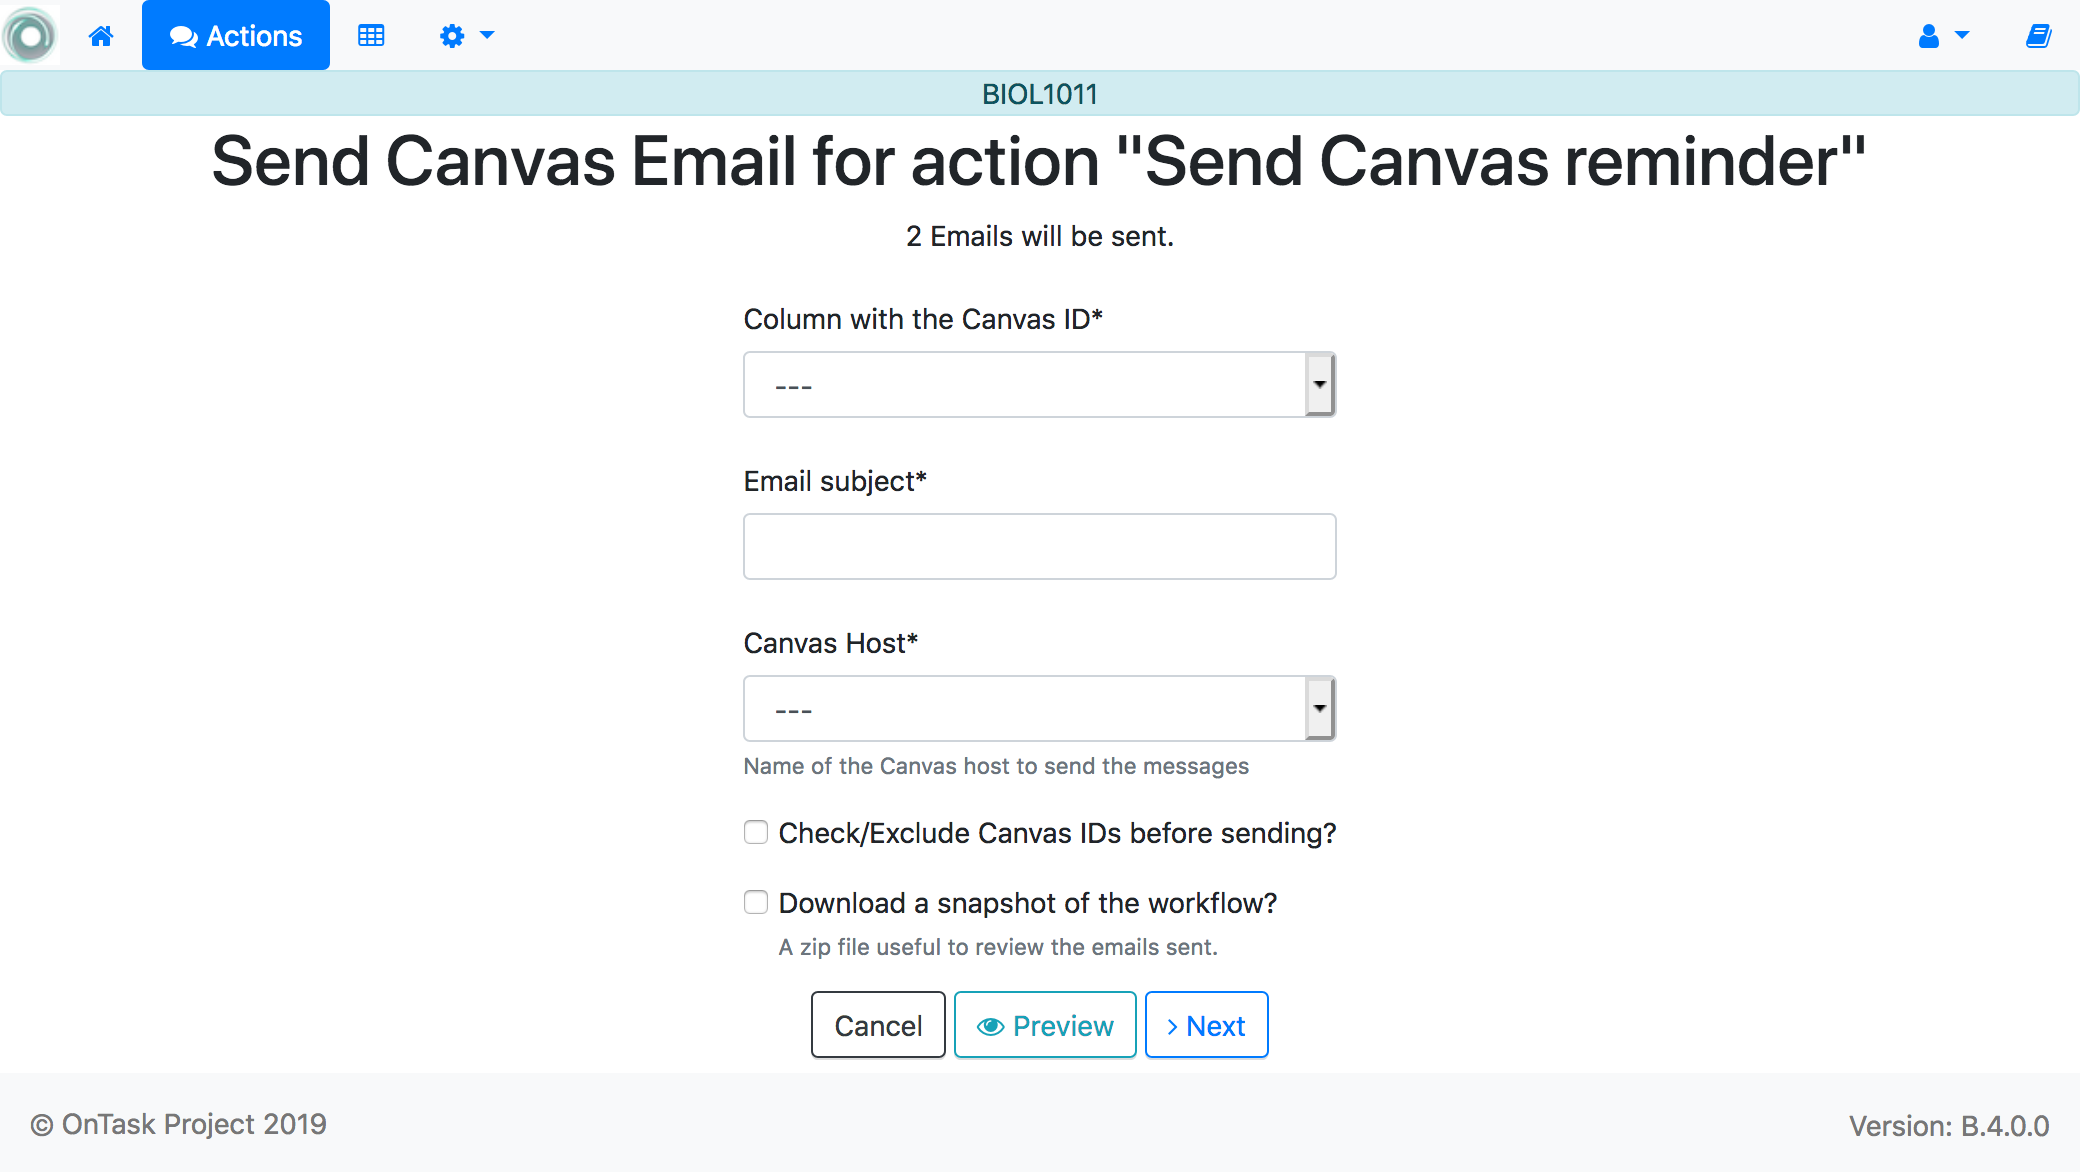 Actions
BIOL1011
Send Canvas Email for action "Send Canvas reminder"
2 Emails will be sent.
Column with the Canvas ID*
---
Email subject*
Canvas Host*
---
Name of the Canvas host to send the messages
Check/Exclude Canvas IDs before sending?
Download a snapshot of the workflow?
A zip file useful to review the emails sent.
Cancel Preview Next
© OnTask Project 2019 Version: B.4.0.0